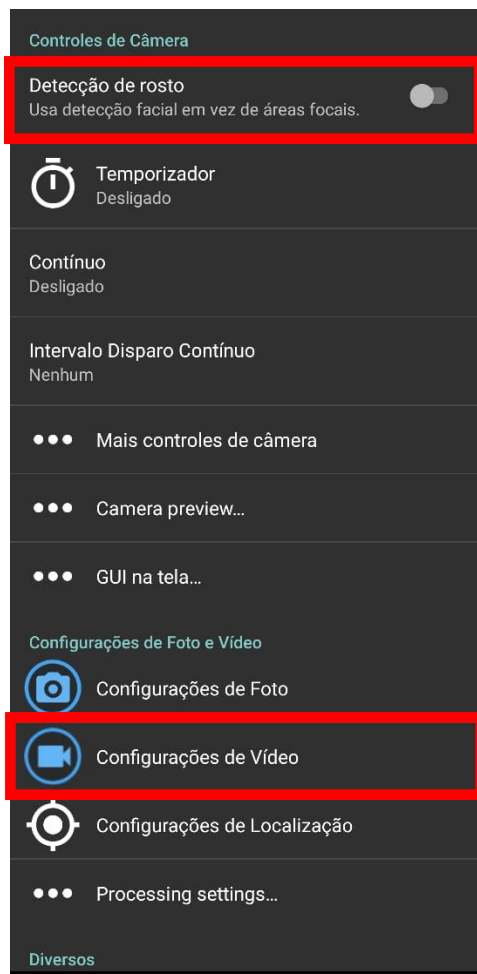 Controles de Câmera
Detecção de rosto
Usa detecção facial em vez de áreas focais.
Temporizador
Desligado
Contínuo
Desligado
Intervalo Disparo Contínuo
Nenhum
Mais controles de câmera
Camera preview...
GUI na tela...
Configurações de Foto e Vídeo
Configurações de Foto
Configurações de Vídeo
Configurações de Localização
Processing settings...
Diversos